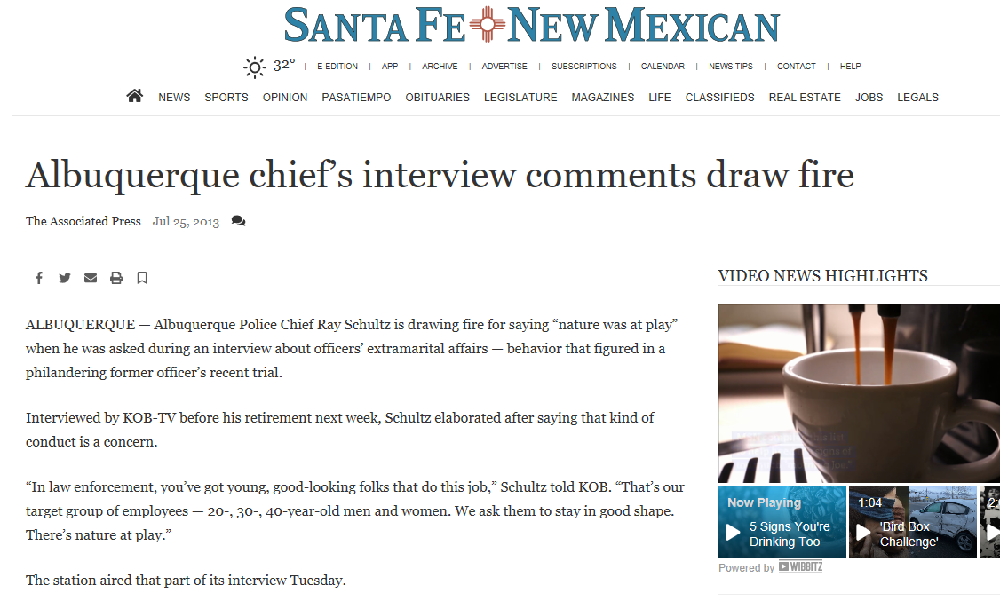 SANTA FE NEW MEXICAN
32° | E-EDITION | APP | ARCHIVE | ADVERTISE | SUBSCRIPTIONS | CALENDAR | NEWS TIPS | CONTACT | HELP
NEWS SPORTS OPINION PASATIEMPO OBITUARIES LEGISLATURE MAGAZINES LIFE CLASSIFIEDS REAL ESTATE JOBS LEGALS
Albuquerque chief’s interview comments draw fire
The Associated Press Jul 25, 2013
ALBUQUERQUE — Albuquerque Police Chief Ray Schultz is drawing fire for saying “nature was at play”
when he was asked during an interview about officers’ extramarital affairs — behavior that figured in a
philandering former officer’s recent trial.
Interviewed by KOB-TV before his retirement next week, Schultz elaborated after saying that kind of
conduct is a concern.
“In law enforcement, you’ve got young, good-looking folks that do this job,” Schultz told KOB. “That’s our
target group of employees — 20-, 30-, 40-year-old men and women. We ask them to stay in good shape.
There’s nature at play.”
The station aired that part of its interview Tuesday.
VIDEO NEWS HIGHLIGHTS
this list
signs of
Now Playing
5 Signs You're
Drinking Too
1:04
'Bird Box
Challenge'
2:
Powered by WIBBITZ